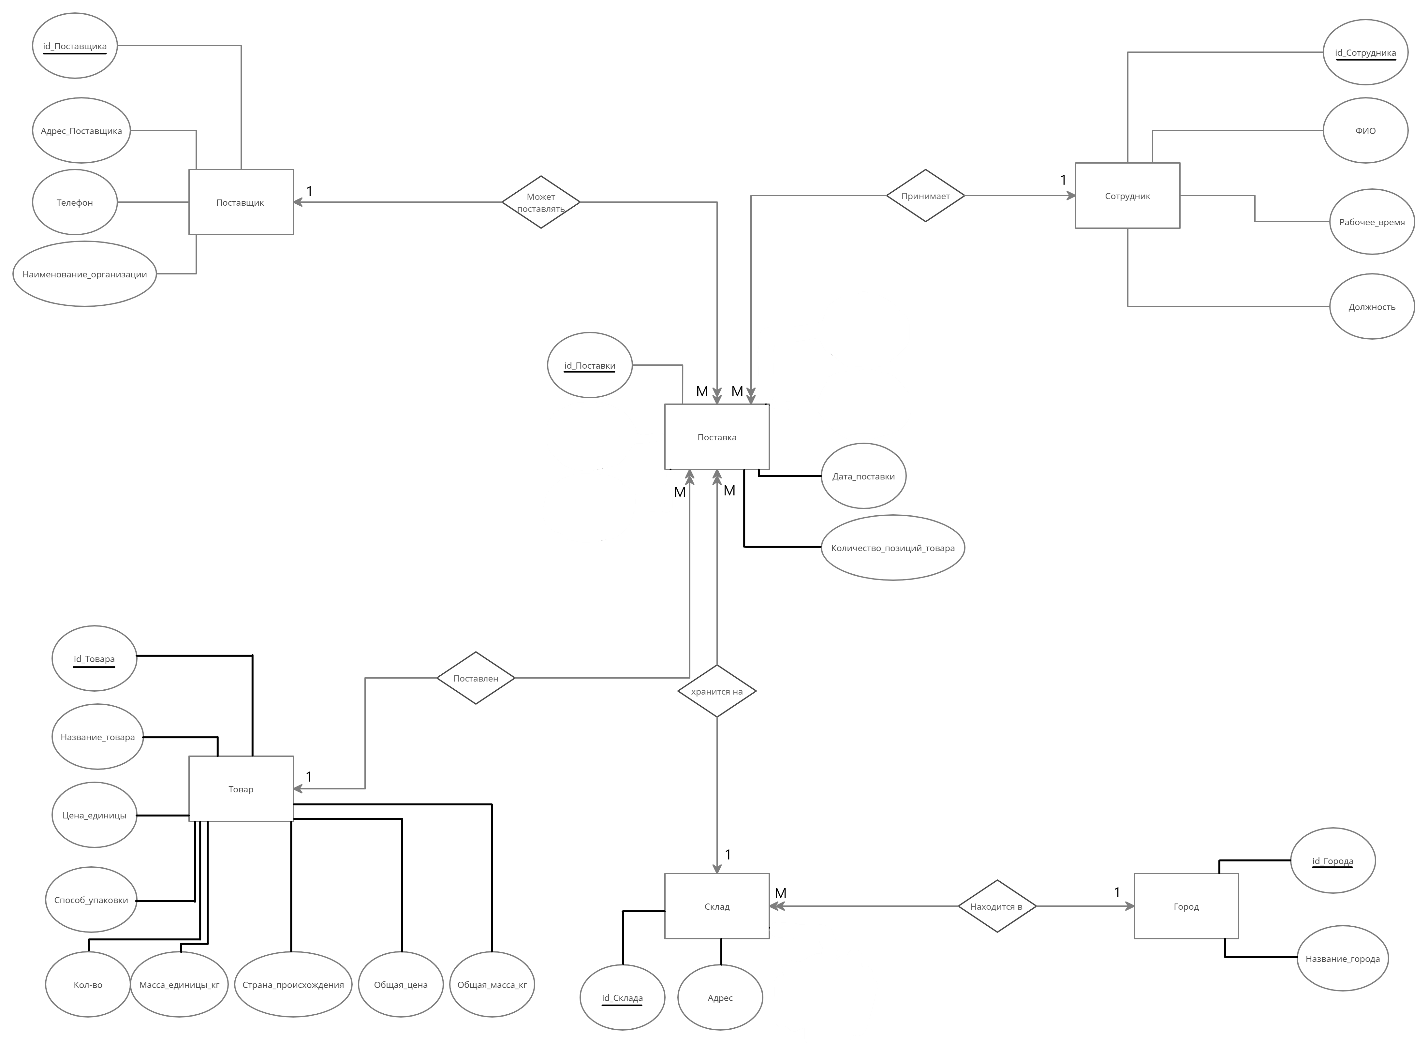 id_Поставщика
id_Сотрудника
Адрес_Поставщика
ФИО
Телефон
Поставщик
1
Может
поставлять
Принимает
1
Сотрудник
Рабочее_время
Наименование_организации
Должность
id_Поставки
М
М
Поставка
Дата_поставки
М
М
Количество_позиций_товара
id_Товара
Поставлен
хранится на
Название_товара
1
Товар
Цена_единицы
1
id_Города
Способ_упаковки
Склад
М
Находится в
1
Город
Название_города
Кол-во
Масса_единицы_кг
Страна_происхождения
Общая_цена
Общая_масса_кг
id_Склада
Адрес